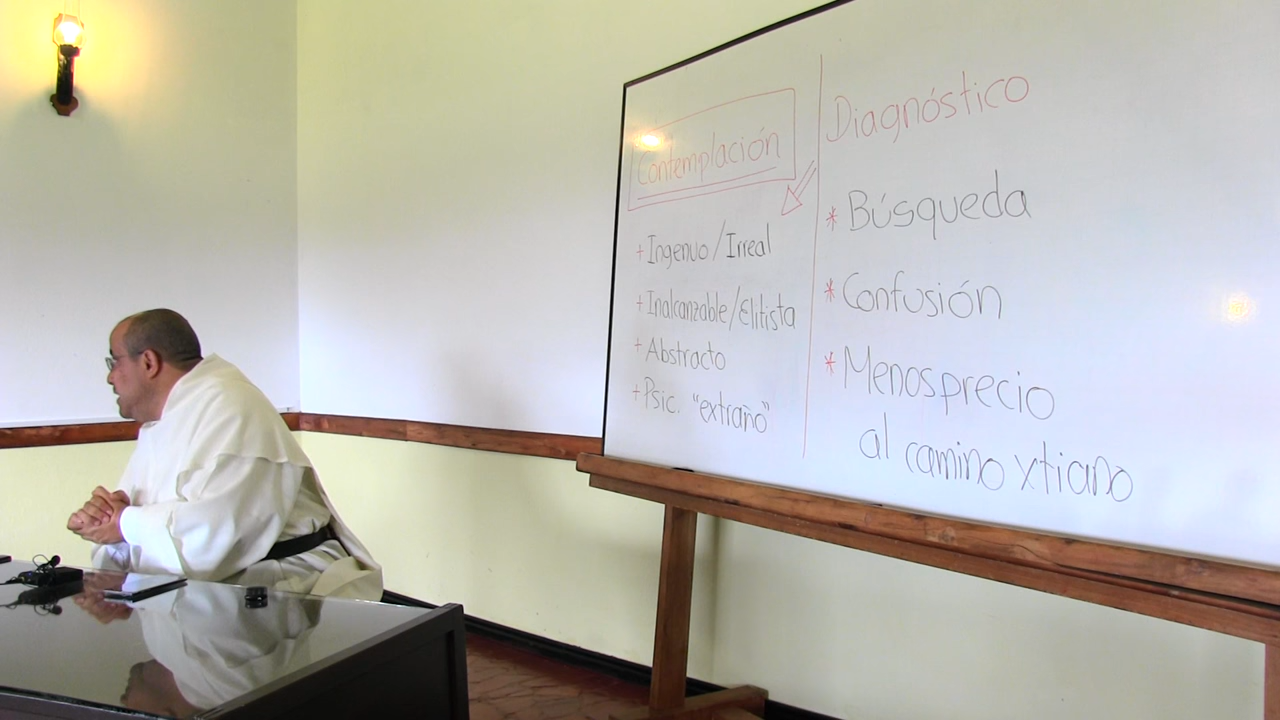 Contemplación
+ Ingenuo/Irreal
+ Inalcanzable/Elitista
+ Abstracto
+ Psic. "extraño"
Diagnóstico
* Búsqueda
* Confusión
* Menosprecio
al camino xtiano